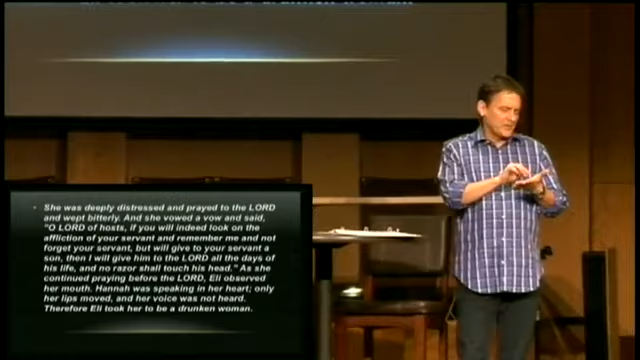 • She was deeply distressed and prayed to the LORD
and wept bitterly. And she vowed a vow and said,
"O LORD of hosts, if you will indeed look on the
affliction of your servant and remember me and not
forget your servant, but will give to your servant a
son, then I will give him to the LORD all the days of
his life, and no razor shall touch his head." As she
continued praying before the LORD, Eli observed
her mouth. Hannah was speaking in her heart; only
her lips moved, and her voice was not heard.
Therefore Eli took her to be a drunken woman.